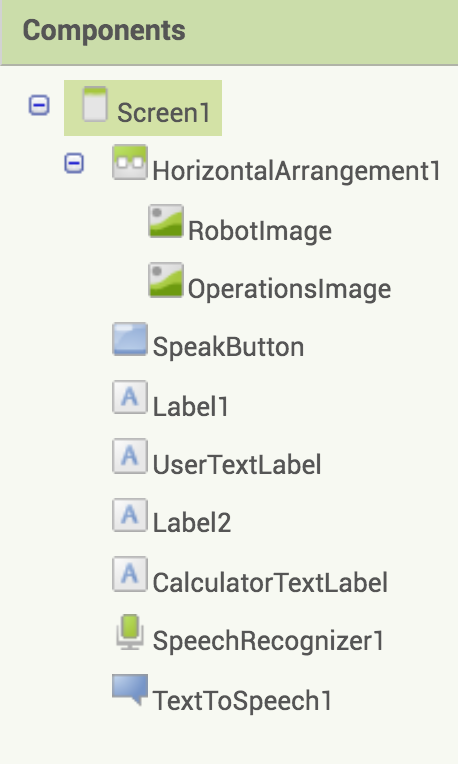 Components
Screen1
HorizontalArrangement1
RobotImage
OperationsImage
SpeakButton
A Label1
A UserTextLabel
A Label2
A CalculatorTextLabel
SpeechRecognizer1
TextToSpeech1